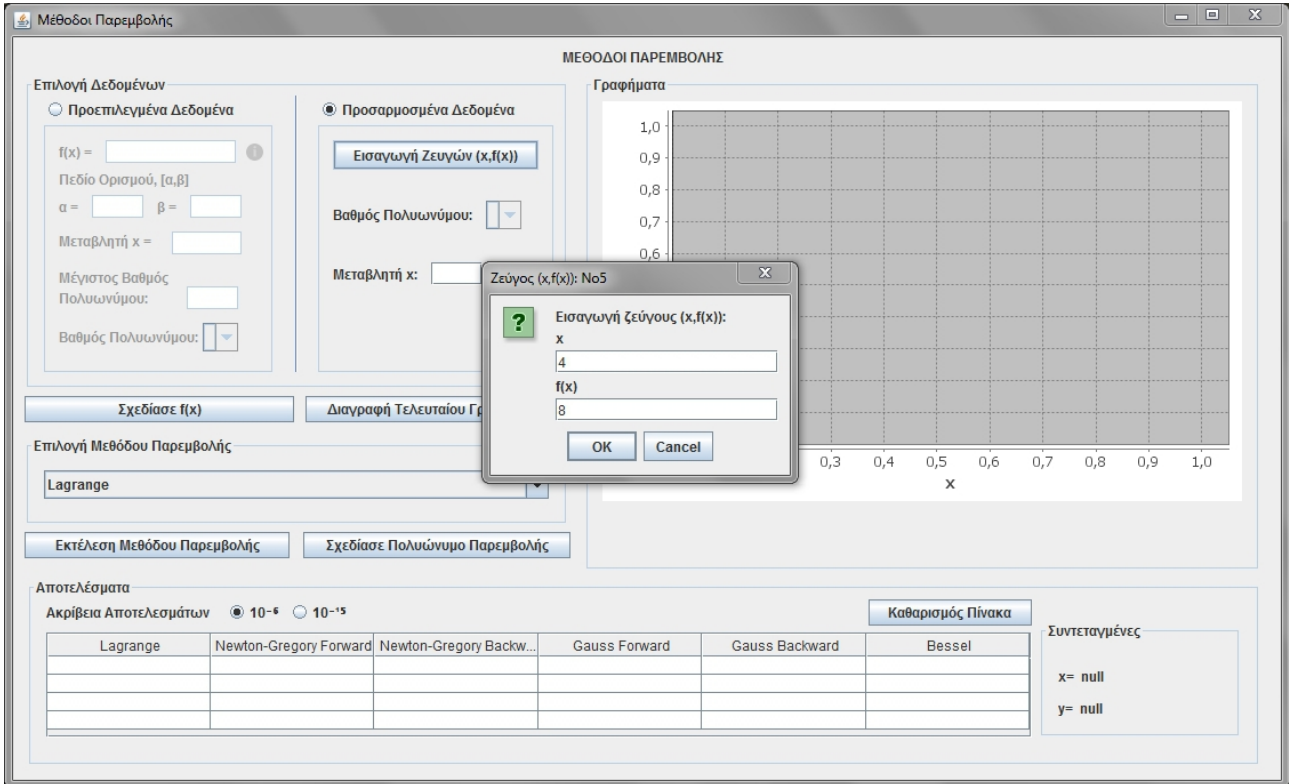 Μέθοδοι Παρεμβολής
ΜΕΘΟΔΟΙ ΠΑΡΕΜΒΟΛΗΣ
Επιλογή Δεδομένων
Προεπιλεγμένα Δεδομένα
f(x) =
Πεδίο Ορισμού, [α,β]
α =
β =
Μεταβλητή x =
Μέγιστος Βαθμός
Πολυωνύμου:
Βαθμός Πολυωνύμου:
Προσαρμοσμένα Δεδομένα
Εισαγωγή Ζευγών (x,f(x))
Βαθμός Πολυωνύμου:
Μεταβλητή x:
Σχεδίασε f(x)
Διαγραφή Τελευταίου
Επιλογή Μεθόδου Παρεμβολής
Lagrange
Εκτέλεση Μεθόδου Παρεμβολής
Σχεδίασε Πολυώνυμο Παρεμβολής
Γραφήματα
1,0
0,9
0,8
0,7
0,6
0,3 0,4 0,5 0,6 0,7 0,8 0,9 1,0
x
Ζεύγος (x,f(x)): No5
?
Εισαγωγή ζεύγους (x,f(x)):
x
4
f(x)
8
OK
Cancel
Αποτελέσματα
Ακρίβεια Αποτελεσμάτων 10⁻⁶ 10⁻¹⁵
Καθαρισμός Πίνακα
Lagrange Newton-Gregory Forward Newton-Gregory Backw... Gauss Forward Gauss Backward Bessel
Συντεταγμένες
x= null
y= null